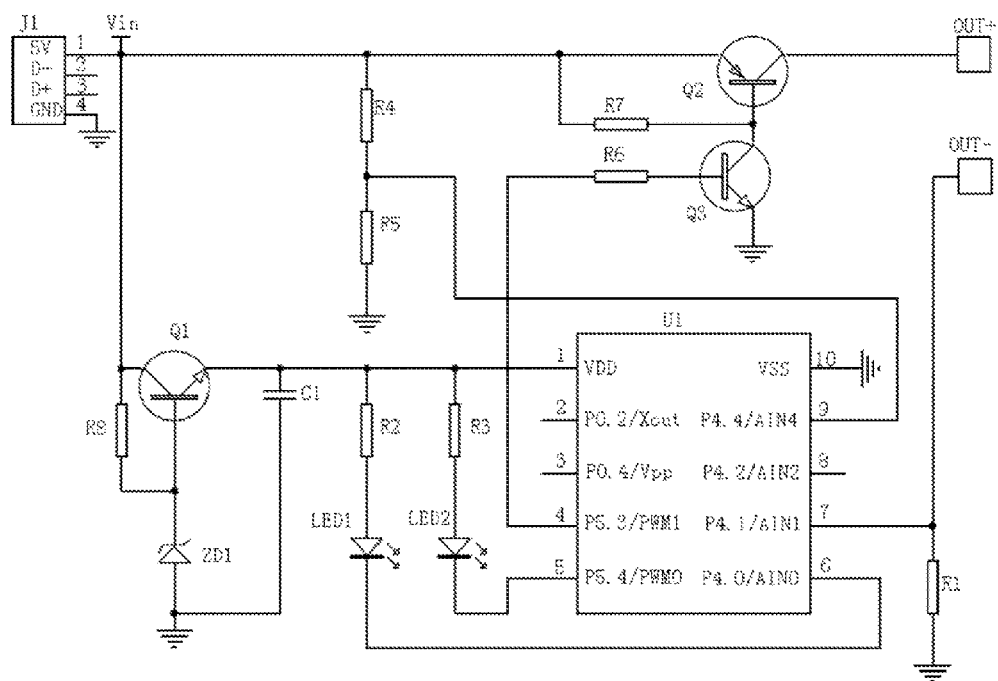 J1
Vin
OUT+
5V 1
D- 2
D+ 3
GND 4
R4
R7
Q2
OUT-
R6
Q3
R5
U1
Q1
1 VDD
VSS 10
C1
R8
R2
R3
2 P0.2/Xout
P4.4/AIN4 9
3 P0.4/Vpp
P4.2/AIN2 8
LED1
LED2
4 P5.3/PWM1
P4.1/AIN1 7
ZD1
5 P5.4/PWM0
P4.0/AIN0 6
R1